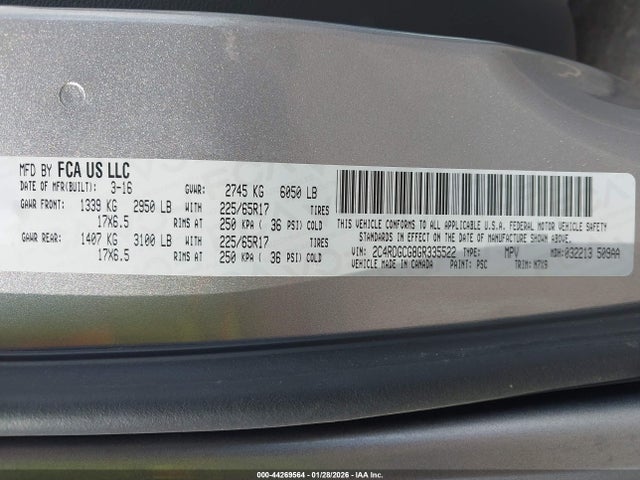 MFD BY FCA US LLC
DATE OF MFR(BUILT): 3-16 GVWR: 2745 KG 6050 LB
GAWR FRONT: 1339 KG 2950 LB WITH 225/65R17 TIRES
17X6.5 RIMS AT 250 KPA ( 36 PSI) COLD
GAWR REAR: 1407 KG 3100 LB WITH 225/65R17 TIRES
17X6.5 RIMS AT 250 KPA ( 36 PSI) COLD
THIS VEHICLE CONFORMS TO ALL APPLICABLE U.S.A. FEDERAL MOTOR VEHICLE SAFETY
STANDARDS IN EFFECT ON THE DATE OF MANUFACTURE SHOWN ABOVE.
VIN: 2C4RDGCG8GR335522 TYPE: MPV MDH: 032213 509AA
VEHICLE MADE IN CANADA PAINT: PSC TRIM:
000-44269564 | 01/28/2026 - IAA Inc.